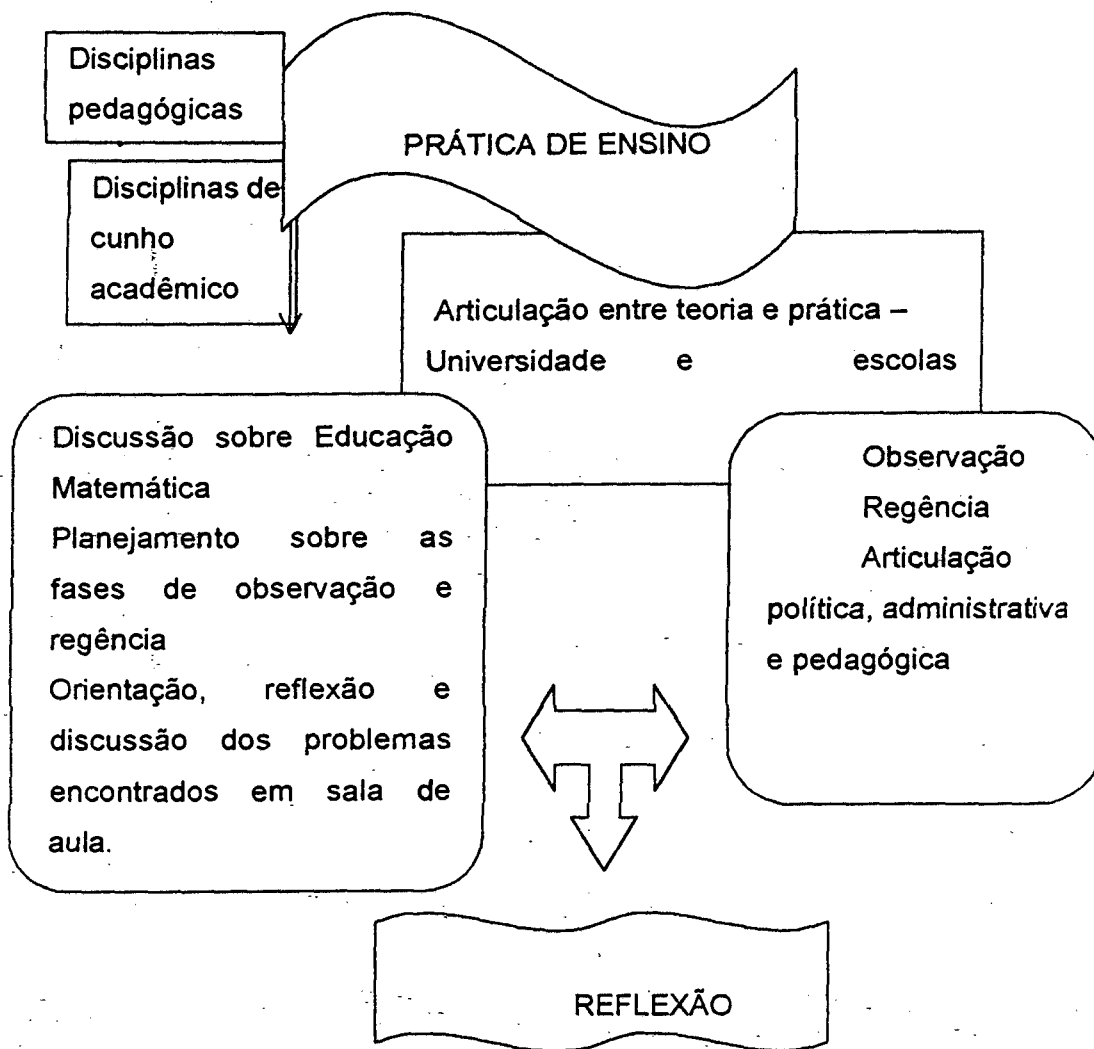 Disciplinas
pedagógicas
PRÁTICA DE ENSINO
Disciplinas de
cunho
acadêmico
Articulação entre teoria e prática –
Universidade e escolas
Discussão sobre Educação
Matemática
Planejamento sobre as
fases de observação e
regência
Orientação, reflexão e
discussão dos problemas
encontrados em sala de
aula.
Observação
Regência
Articulação
política, administrativa
e pedagógica
REFLEXÃO